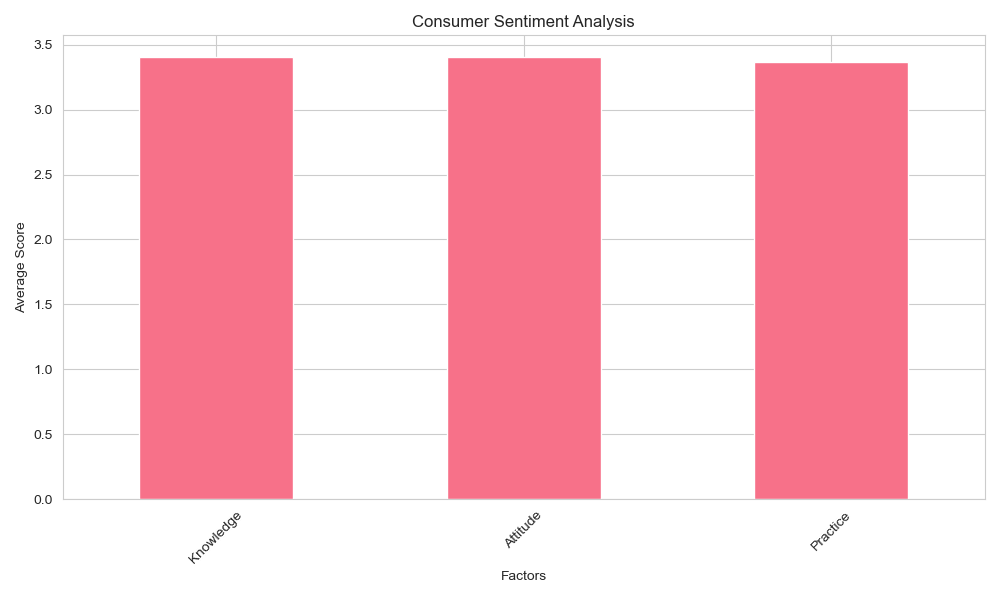 Consumer Sentiment Analysis
3.5
3.0
2.5
2.0
1.5
1.0
0.5
0.0
Average Score
Knowledge
Attitude
Practice
Factors